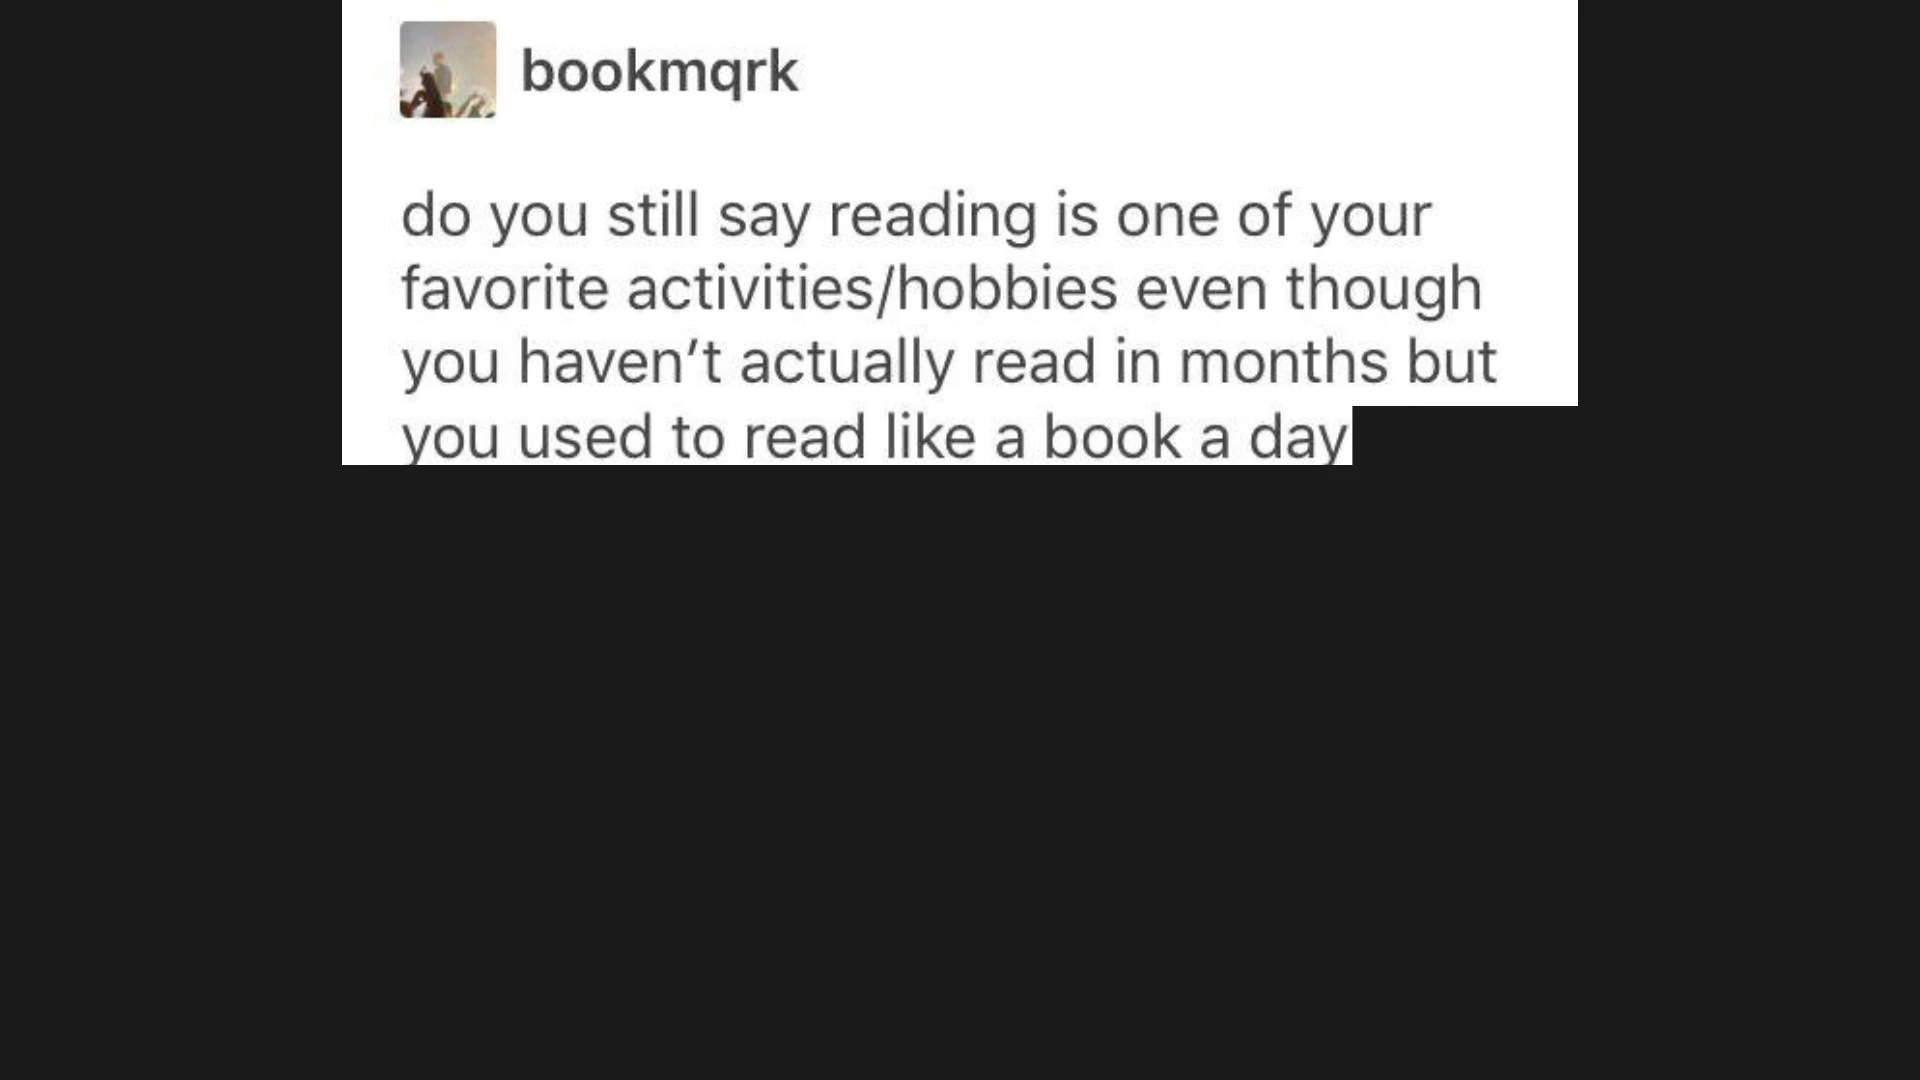 bookmqrk
do you still say reading is one of your
favorite activities/hobbies even though
you haven’t actually read in months but
you used to read like a book a day